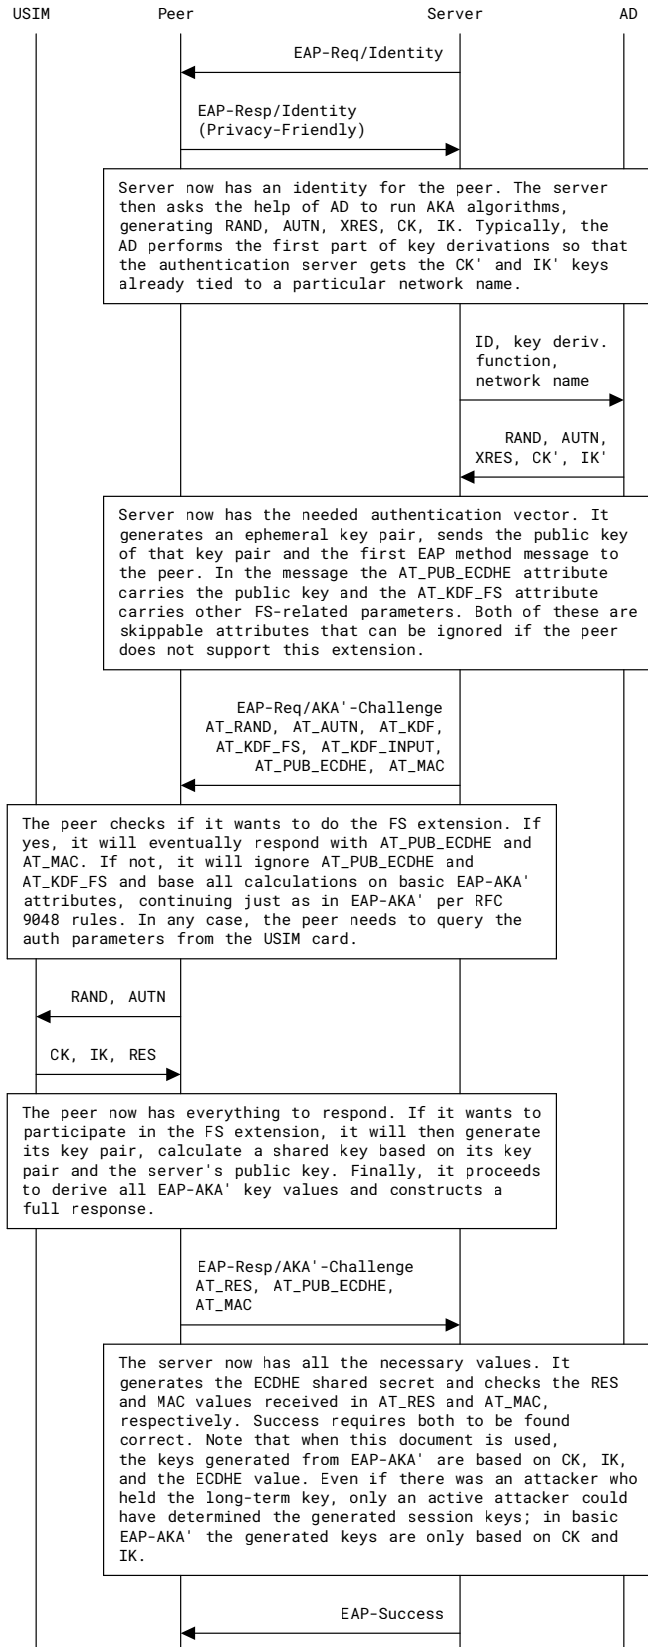 USIM Peer Server AD
EAP-Req/Identity
EAP-Resp/Identity
(Privacy-Friendly)
Server now has an identity for the peer. The server
then asks the help of AD to run AKA algorithms,
generating RAND, AUTN, XRES, CK, IK. Typically, the
AD performs the first part of key derivations so that
the authentication server gets the CK' and IK' keys
already tied to a particular network name.
ID, key deriv.
function,
network name
RAND, AUTN,
XRES, CK', IK'
Server now has the needed authentication vector. It
generates an ephemeral key pair, sends the public key
of that key pair and the first EAP method message to
the peer. In the message the AT_PUB_ECDHE attribute
carries the public key and the AT_KDF_FS attribute
carries other FS-related parameters. Both of these are
skippable attributes that can be ignored if the peer
does not support this extension.
EAP-Req/AKA'-Challenge
AT_RAND, AT_AUTN, AT_KDF,
AT_KDF_FS, AT_KDF_INPUT,
AT_PUB_ECDHE, AT_MAC
The peer checks if it wants to do the FS extension. If
yes, it will eventually respond with AT_PUB_ECDHE and
AT_MAC. If not, it will ignore AT_PUB_ECDHE and
AT_KDF_FS and base all calculations on basic EAP-AKA'
attributes, continuing just as in EAP-AKA' per RFC
9048 rules. In any case, the peer needs to query the
auth parameters from the USIM card.
RAND, AUTN
CK, IK, RES
The peer now has everything to respond. If it wants to
participate in the FS extension, it will then generate
its key pair, calculate a shared key based on its key
pair and the server's public key. Finally, it proceeds
to derive all EAP-AKA' key values and constructs a
full response.
EAP-Resp/AKA'-Challenge
AT_RES, AT_PUB_ECDHE,
AT_MAC
The server now has all the necessary values. It
generates the ECDHE shared secret and checks the RES
and MAC values received in AT_RES and AT_MAC,
respectively. Success requires both to be found
correct. Note that when this document is used,
the keys generated from EAP-AKA' are based on CK, IK,
and the ECDHE value. Even if there was an attacker who
held the long-term key, only an active attacker could
have determined the generated session keys; in basic
EAP-AKA' the generated keys are only based on CK and
IK.
EAP-Success